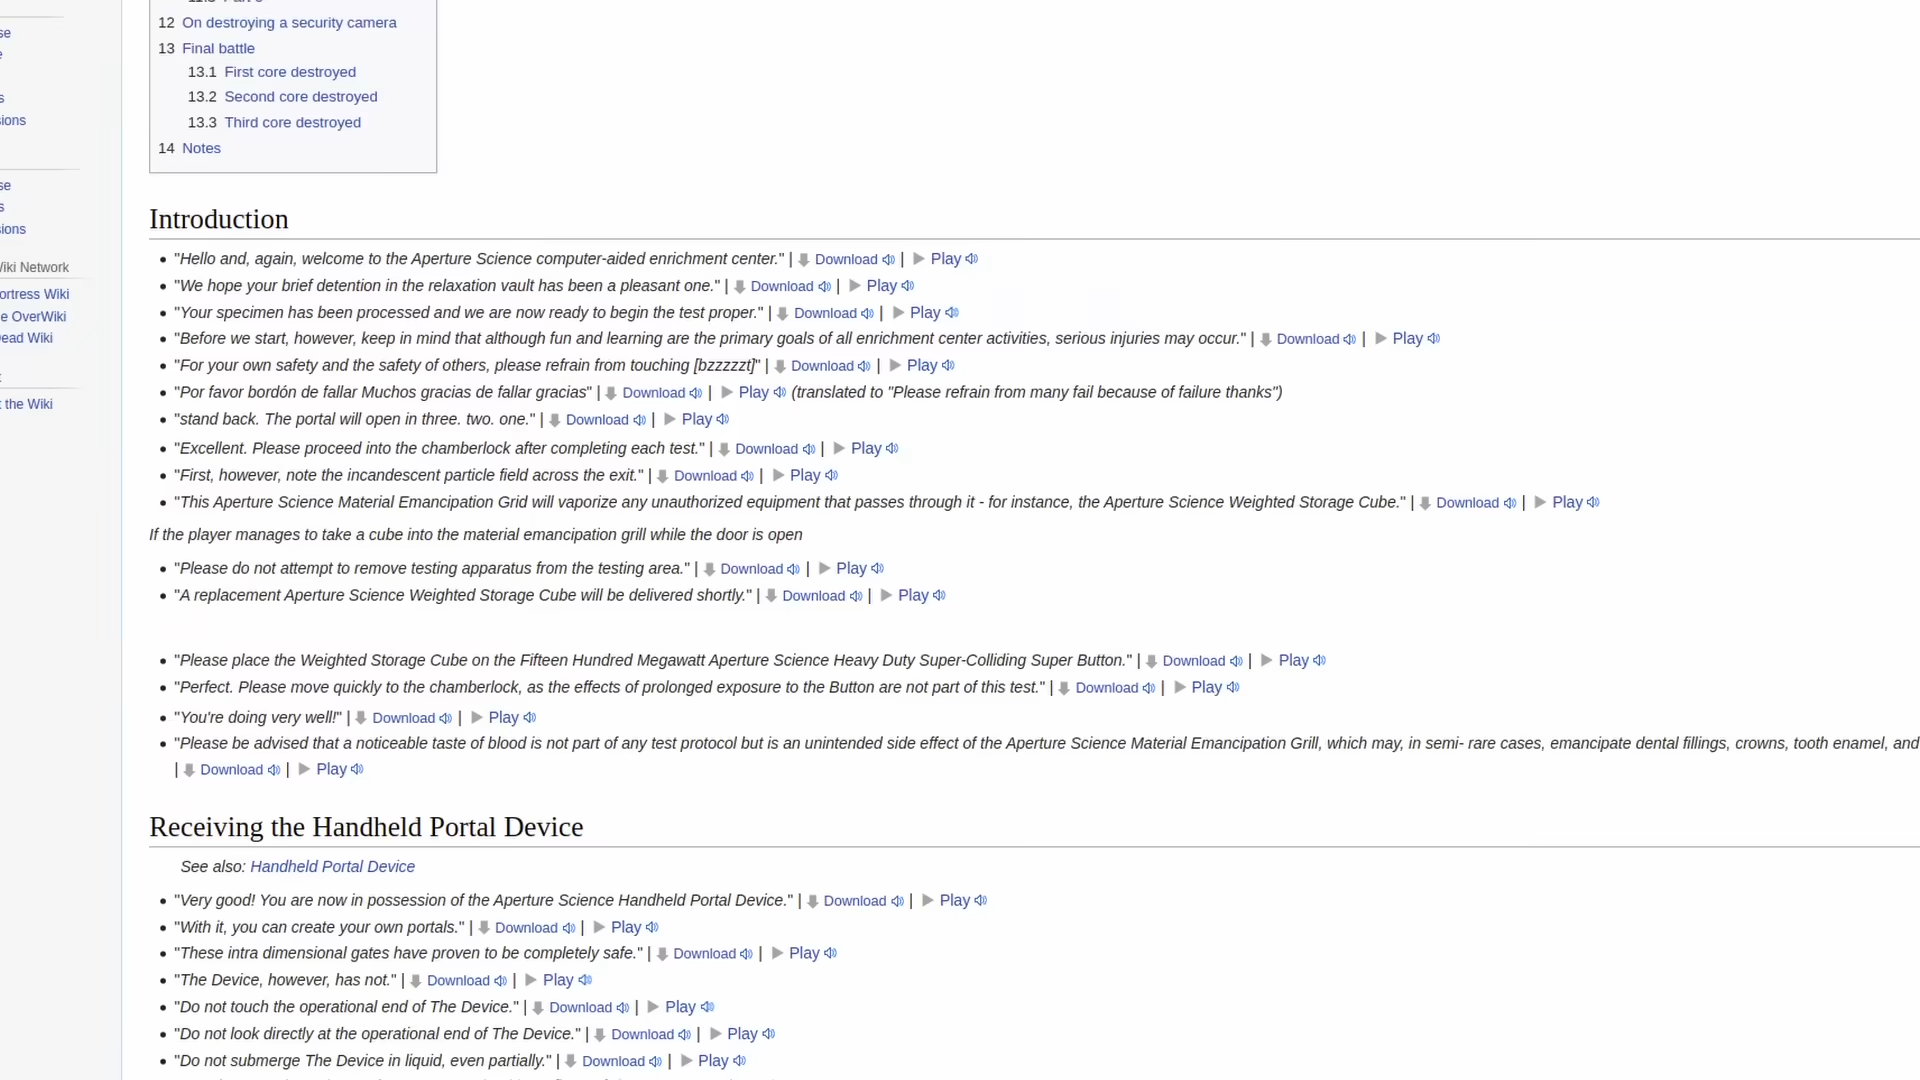 se
e
s
sions
se
s
sions
Viki Network
ortress Wiki
e OverWiki
Dead Wiki
t the Wiki
12 On destroying a security camera
13 Final battle
13.1 First core destroyed
13.2 Second core destroyed
13.3 Third core destroyed
14 Notes
Introduction
"Hello and, again, welcome to the Aperture Science computer-aided enrichment center." | Download | Play
"We hope your brief detention in the relaxation vault has been a pleasant one." | Download | Play
"Your specimen has been processed and we are now ready to begin the test proper." | Download | Play
"Before we start, however, keep in mind that although fun and learning are the primary goals of all enrichment center activities, serious injuries may occur." | Download | Play
"For your own safety and the safety of others, please refrain from touching [bzzzzzt]" | Download | Play
"Por favor bordón de fallar Muchos gracias de fallar gracias" | Download | Play (translated to "Please refrain from many fail because of failure thanks")
"stand back. The portal will open in three. two. one." | Download | Play
"Excellent. Please proceed into the chamberlock after completing each test." | Download | Play
"First, however, note the incandescent particle field across the exit." | Download | Play
"This Aperture Science Material Emancipation Grid will vaporize any unauthorized equipment that passes through it - for instance, the Aperture Science Weighted Storage Cube." | Download | Play
If the player manages to take a cube into the material emancipation grill while the door is open
"Please do not attempt to remove testing apparatus from the testing area." | Download | Play
"A replacement Aperture Science Weighted Storage Cube will be delivered shortly." | Download | Play
"Please place the Weighted Storage Cube on the Fifteen Hundred Megawatt Aperture Science Heavy Duty Super-Colliding Super Button." | Download | Play
"Perfect. Please move quickly to the chamberlock, as the effects of prolonged exposure to the Button are not part of this test." | Download | Play
"You're doing very well!" | Download | Play
"Please be advised that a noticeable taste of blood is not part of any test protocol but is an unintended side effect of the Aperture Science Material Emancipation Grill, which may, in semi- rare cases, emancipate dental fillings, crowns, tooth enamel, and
| Download | Play
Receiving the Handheld Portal Device
See also: Handheld Portal Device
"Very good! You are now in possession of the Aperture Science Handheld Portal Device." | Download | Play
"With it, you can create your own portals." | Download | Play
"These intra dimensional gates have proven to be completely safe." | Download | Play
"The Device, however, has not." | Download | Play
"Do not touch the operational end of The Device." | Download | Play
"Do not look directly at the operational end of The Device." | Download | Play
"Do not submerge The Device in liquid, even partially." | Download | Play